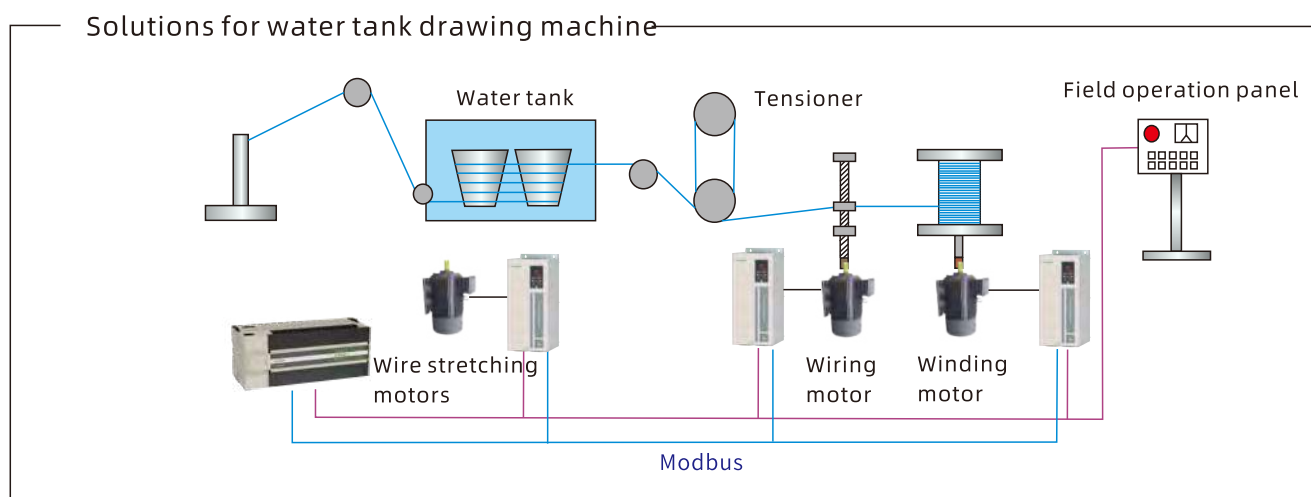 Solutions for water tank drawing machine
Water tank
Tensioner
Field operation panel
Wire stretching
motors
Wiring
motor
Winding
motor
Modbus